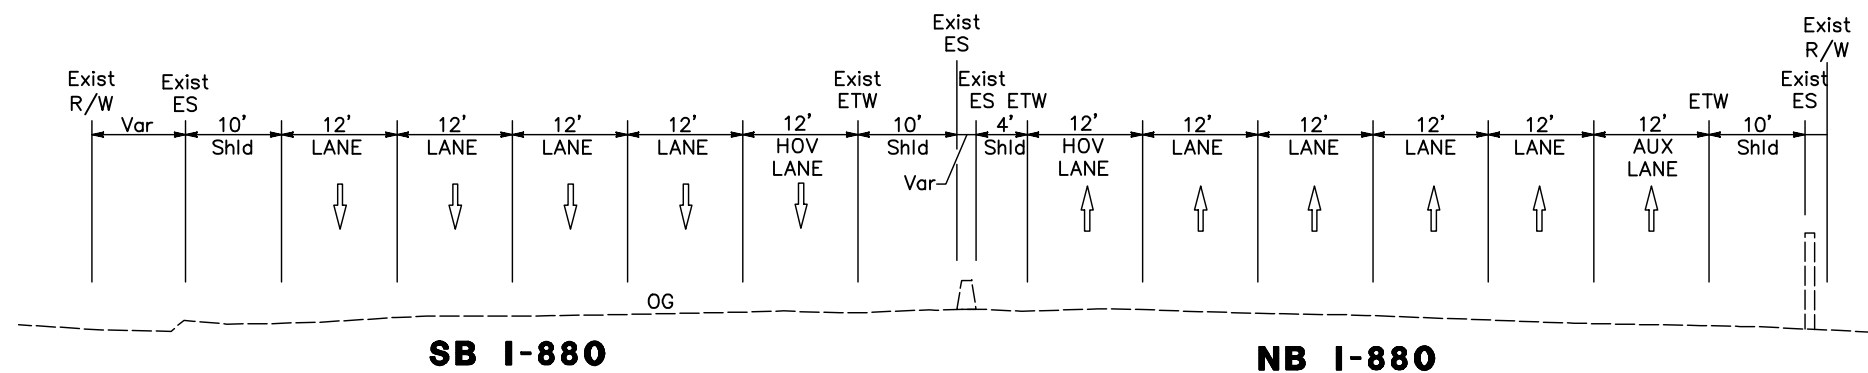 Exist
ES
Exist
R/W
Exist
R/W
Exist
ES
Exist
ETW
Exist
ES
ETW
ETW
Exist
ES
Var
10'
Shld
12'
LANE
12'
LANE
12'
LANE
12'
LANE
12'
HOV
LANE
10'
Shld
Var
4'
Shld
12'
HOV
LANE
12'
LANE
12'
LANE
12'
LANE
12'
LANE
12'
AUX
LANE
10'
Shld
OG
SB I-880
NB I-880